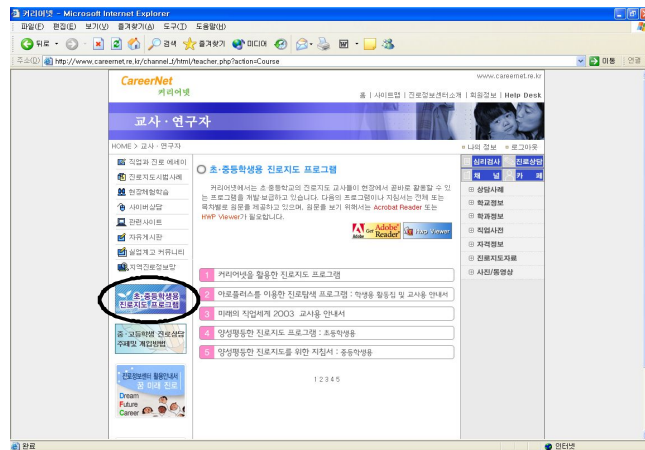 커리어넷 - Microsoft Internet Explorer
파일(F) 편집(E) 보기(V) 즐겨찾기(A) 도구(T) 도움말(H)
뒤로 검색 즐겨찾기 미디어
주소(D) http://www.careernet.re.kr/channel_f/html/teacher.php?action=Course 이동 연결
CareerNet
커리어넷
www.careernet.re.kr
홈 | 사이트맵 | 진로정보센터소개 | 회원정보 | Help Desk
교사 · 연구자
HOME > 교사 · 연구자
나의 정보 로그아웃
직업과 진로 에세이
진로지도시범사례
현장체험학습
사이버상담
관련사이트
자유게시판
실업계고 커뮤니티
지역진로정보망
초·중등학생용
진로지도 프로그램
중·고등학생 진로상담
주제및 개입방법
진로정보센터 활용안내서
꿈 미래 진로
Dream
Future
Career
초·중등학생용 진로지도 프로그램
커리어넷에서는 초·중등학교의 진로지도 교사들이 현장에서 곧바로 활용할 수 있
는 프로그램을 개발·보급하고 있습니다. 다음의 프로그램이나 지침서는 전체 또는
목차별로 원문을 제공하고 있으며, 원문을 보기 위해서는 Acrobat Reader 또는
HWP Viewer가 필요합니다.
Get Adobe Reader
Hwp Viewer
1 커리어넷을 활용한 진로지도 프로그램
2 아로플러스를 이용한 진로탐색 프로그램 : 학생용 활동집 및 교사용 안내서
3 미래의 직업세계 2003 교사용 안내서
4 양성평등한 진로지도 프로그램 : 초등학생용
5 양성평등한 진로지도를 위한 지침서 : 중등학생용
1 2 3 4 5
심리검사 진로상담
채 널 카 페
상담사례
학교정보
학과정보
직업사전
자격정보
진로지도자료
사진/동영상
완료
인터넷